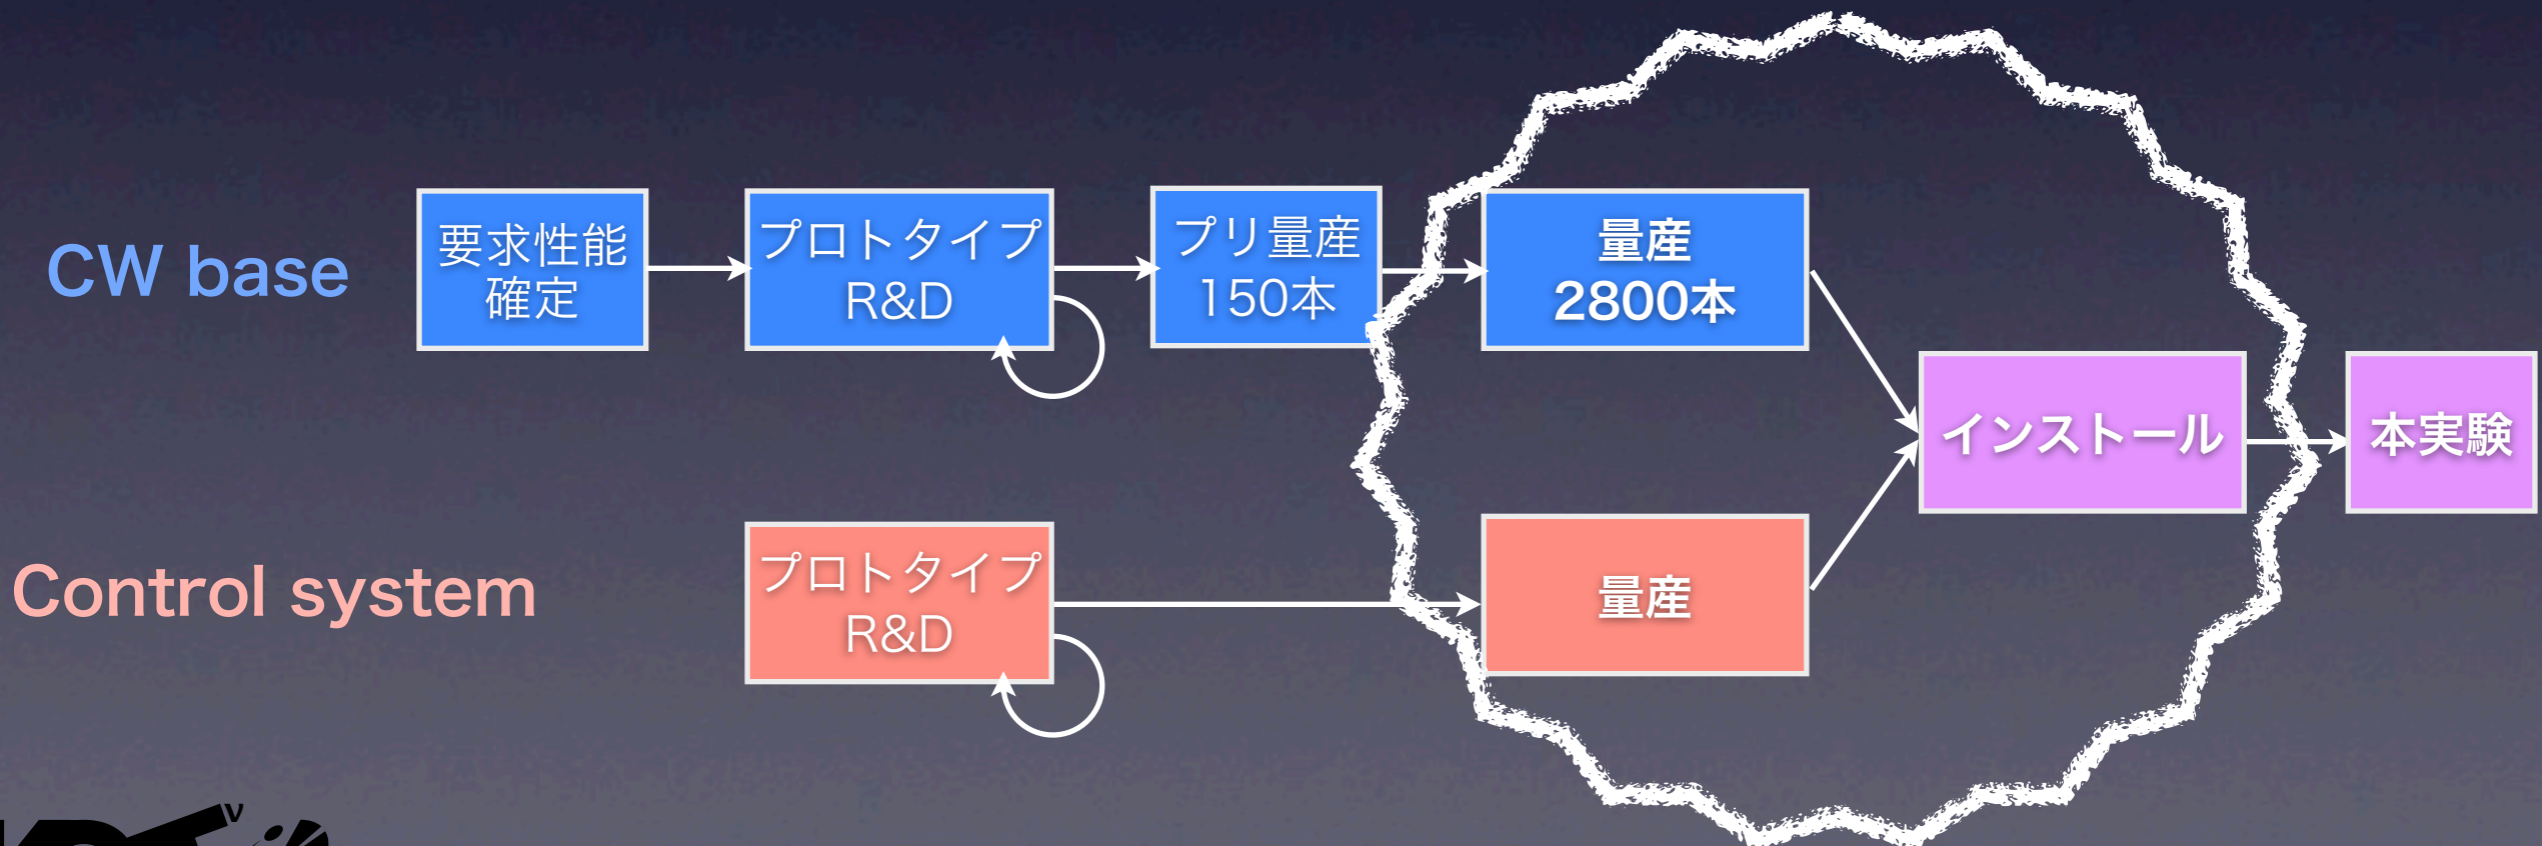 CW base
要求性能
確定
プロトタイプ
R&D
プリ量産
150本
量産
2800本
インストール
本実験
Control system
プロトタイプ
R&D
量産
ν